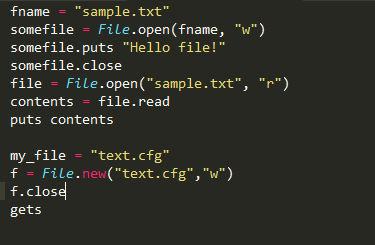 fname = "sample.txt"
somefile = File.open(fname, "w")
somefile.puts "Hello file!"
somefile.close
file = File.open("sample.txt", "r")
contents = file.read
puts contents

my_file = "text.cfg"
f = File.new("text.cfg","w")
f.close
gets